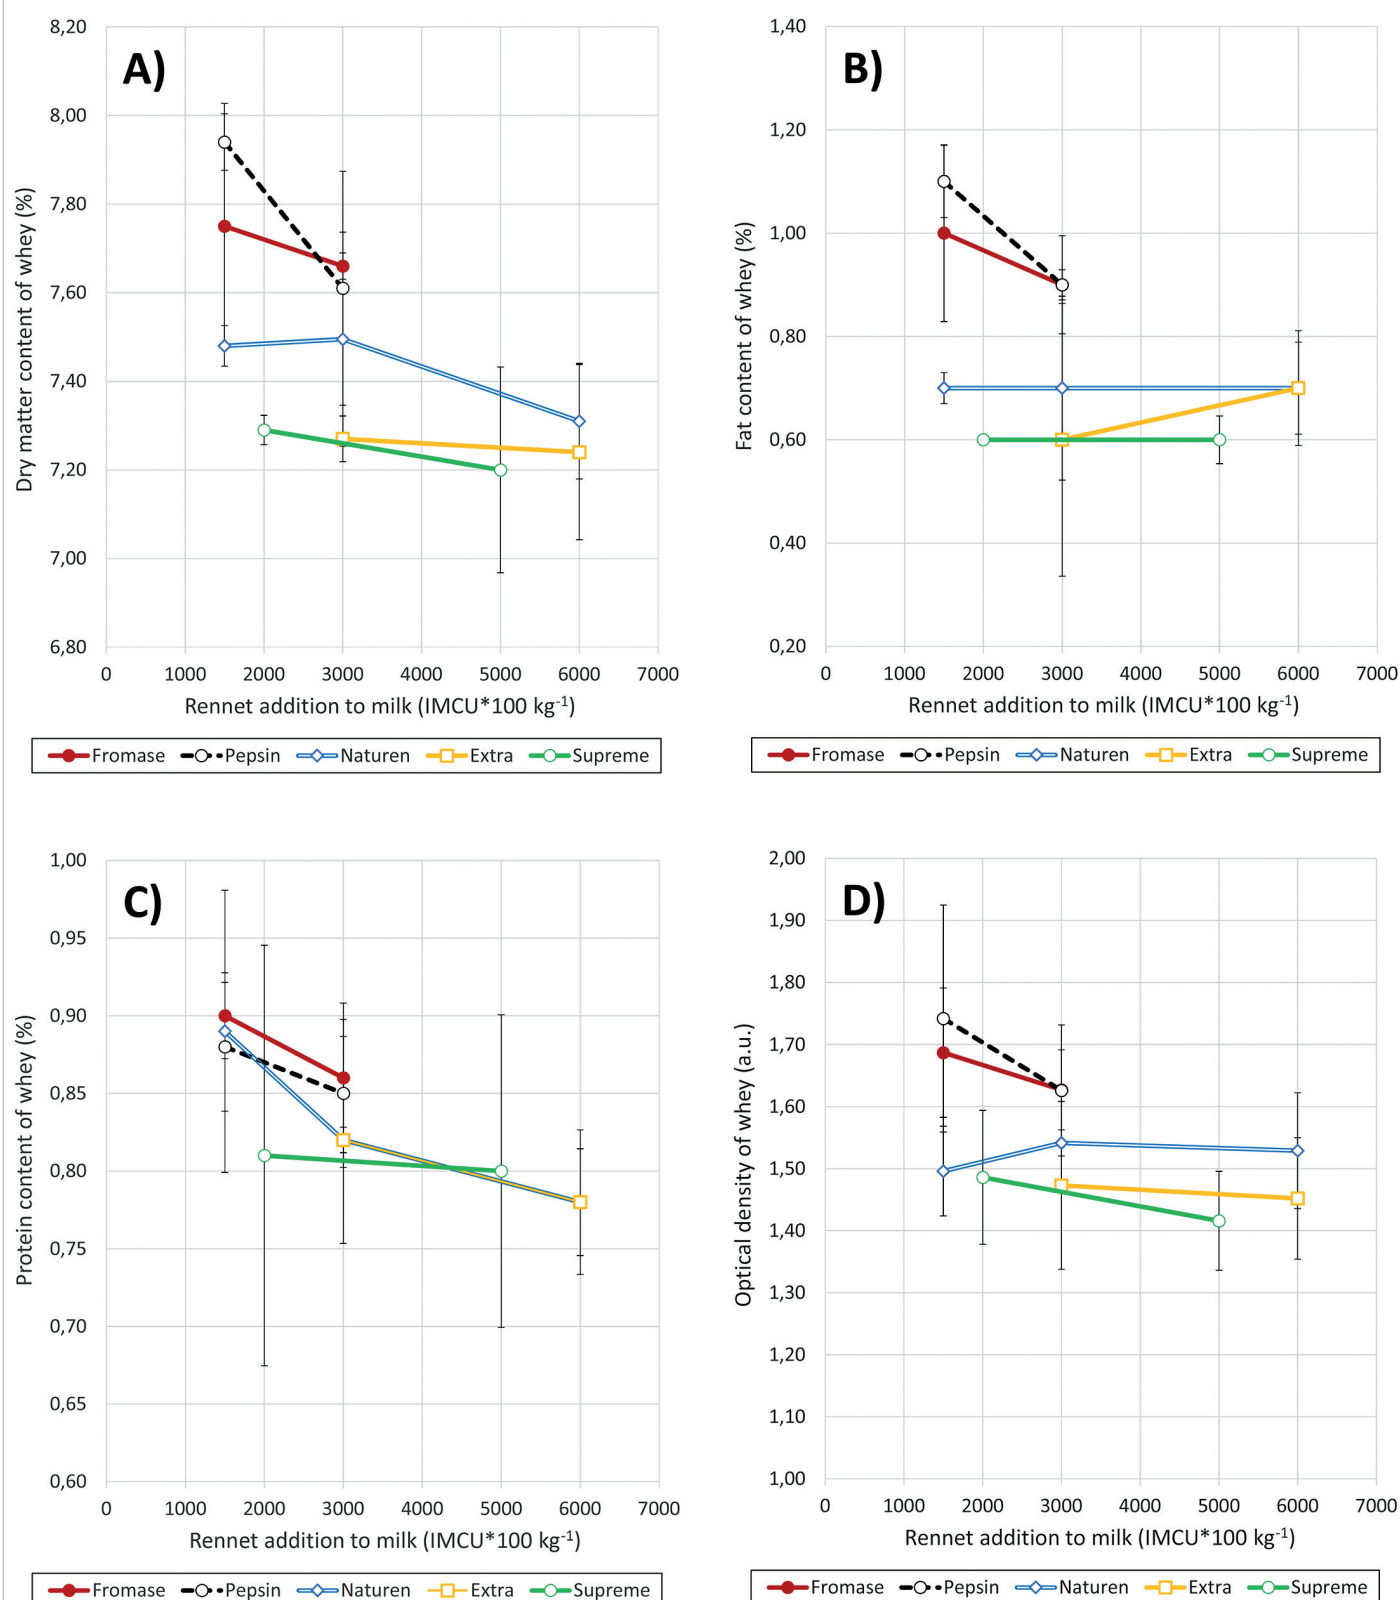 A)
8,20
8,00
7,80
7,60
7,40
7,20
7,00
6,80
Dry matter content of whey (%)
0 1000 2000 3000 4000 5000 6000 7000
Rennet addition to milk (IMCU*100 kg⁻¹)
Fromase Pepsin Naturen Extra Supreme
B)
1,40
1,20
1,00
0,80
0,60
0,40
0,20
Fat content of whey (%)
0 1000 2000 3000 4000 5000 6000 7000
Rennet addition to milk (IMCU*100 kg⁻¹)
Fromase Pepsin Naturen Extra Supreme
C)
1,00
0,95
0,90
0,85
0,80
0,75
0,70
0,65
0,60
Protein content of whey (%)
0 1000 2000 3000 4000 5000 6000 7000
Rennet addition to milk (IMCU*100 kg⁻¹)
Fromase Pepsin Naturen Extra Supreme
D)
2,00
1,90
1,80
1,70
1,60
1,50
1,40
1,30
1,20
1,10
1,00
Optical density of whey (a.u.)
0 1000 2000 3000 4000 5000 6000 7000
Rennet addition to milk (IMCU*100 kg⁻¹)
Fromase Pepsin Naturen Extra Supreme